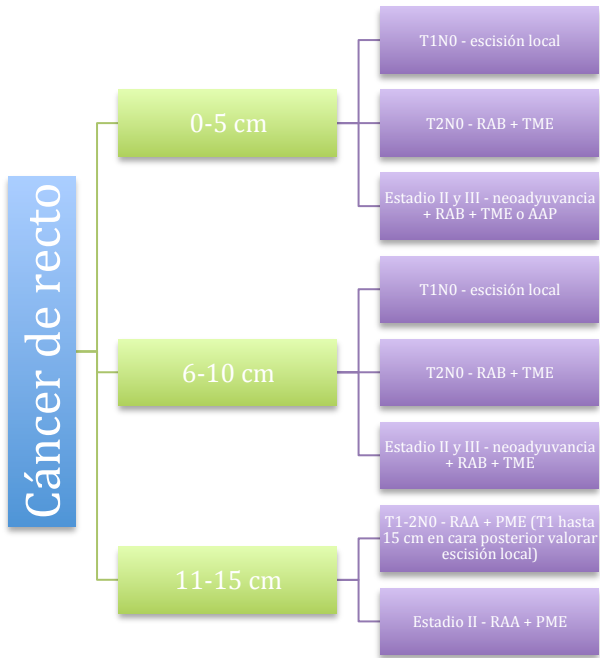 Cáncer de recto
0-5 cm
T1N0 - escisión local
T2N0 - RAB + TME
Estadio II y III - neoadyuvancia
+ RAB + TME o AAP
6-10 cm
T1N0 - escisión local
T2N0 - RAB + TME
Estadio II y III - neoadyuvancia
+ RAB + TME
11-15 cm
T1-2N0 - RAA + PME (T1 hasta
15 cm en cara posterior valorar
escisión local)
Estadio II - RAA + PME